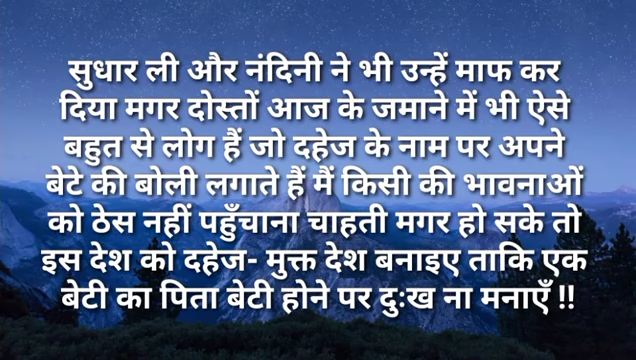 सुधार ली और नंदिनी ने भी उन्हें माफ कर
दिया मगर दोस्तों आज के जमाने में भी ऐसे
बहुत से लोग हैं जो दहेज के नाम पर अपने
बेटे की बोली लगाते हैं मैं किसी की भावनाओं
को ठेस नहीं पहुँचाना चाहती मगर हो सके तो
इस देश को दहेज- मुक्त देश बनाइए ताकि एक
बेटी का पिता बेटी होने पर दुःख ना मनाएँ !!